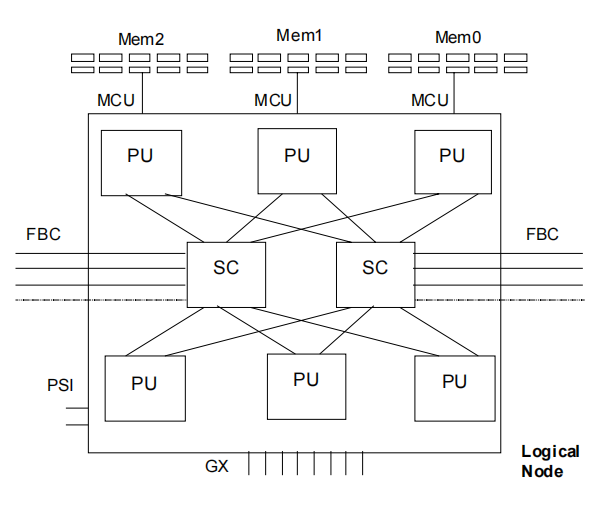 Mem2
Mem1
Mem0
MCU
MCU
MCU
PU
PU
PU
FBC
FBC
SC
SC
PU
PU
PU
PSI
GX
Logical
Node